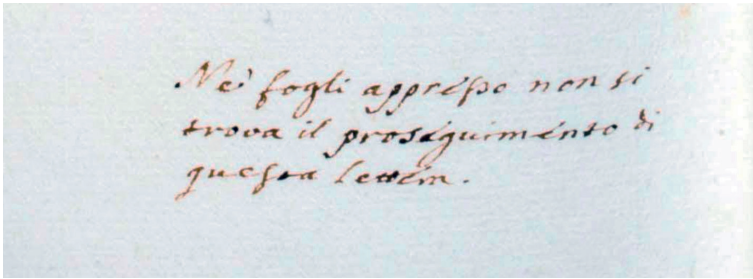 Ne' fogli appresso non si
trova il proseguimento di
questa lettera.